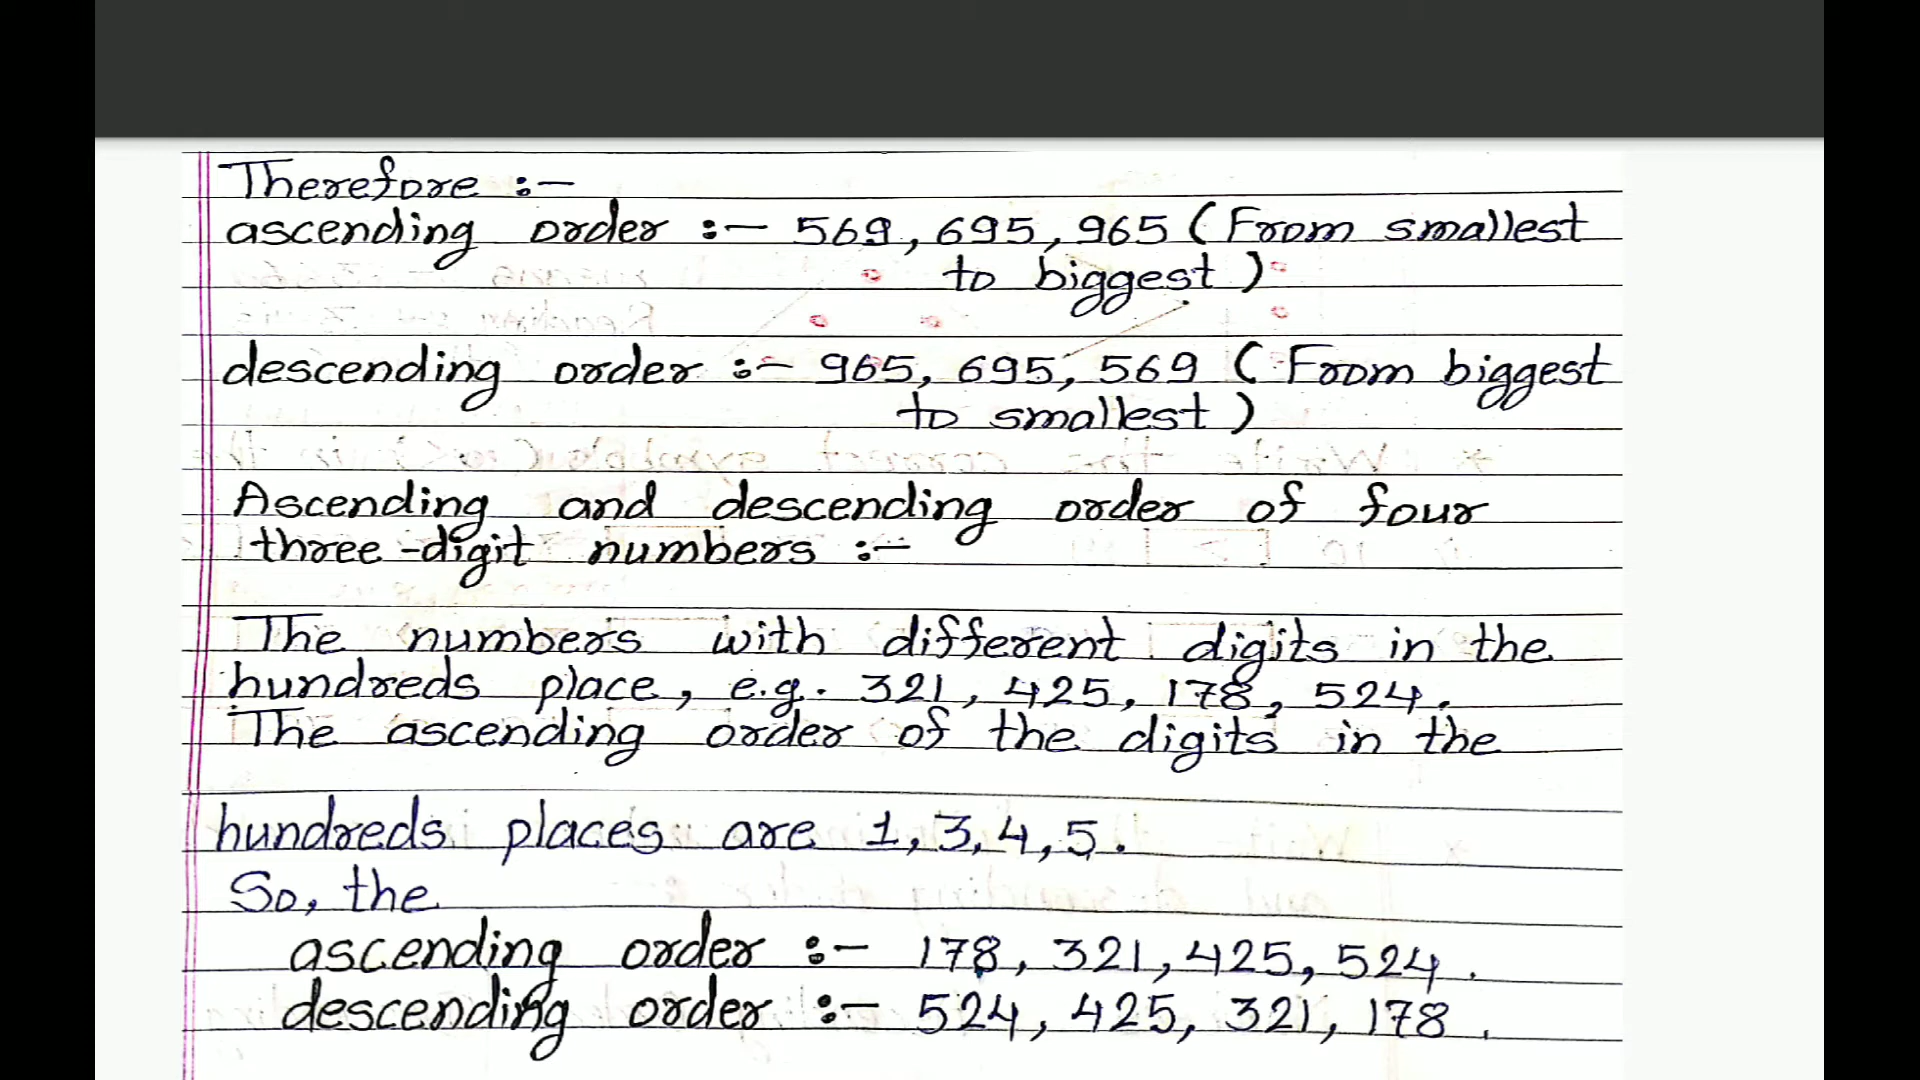 Therefore :-
ascending order :- 569, 695, 965 (From smallest
to biggest)
descending order :- 965, 695, 569 (From biggest
to smallest)
Ascending and descending order of four
three-digit numbers :-
The numbers with different digits in the
hundreds place, e.g. 321, 425, 178, 524.
The ascending order of the digits in the
hundreds places are 1, 3, 4, 5.
So, the
ascending order :- 178, 321, 425, 524.
descending order :- 524, 425, 321, 178.